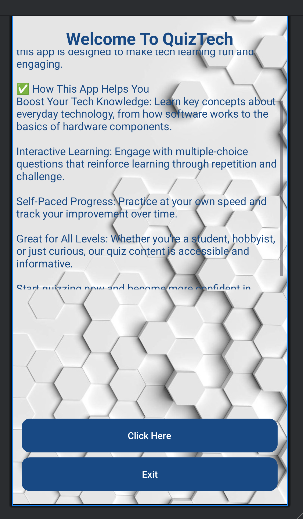 Welcome To QuizTech
this app is designed to make tech learning fun and
engaging.
✅ How This App Helps You
Boost Your Tech Knowledge: Learn key concepts about
everyday technology, from how software works to the
basics of hardware components.
Interactive Learning: Engage with multiple-choice
questions that reinforce learning through repetition and
challenge.
Self-Paced Progress: Practice at your own speed and
track your improvement over time.
Great for All Levels: Whether you're a student, hobbyist,
or just curious, our quiz content is accessible and
informative.
Start quizzing now and become more confident in
Click Here
Exit